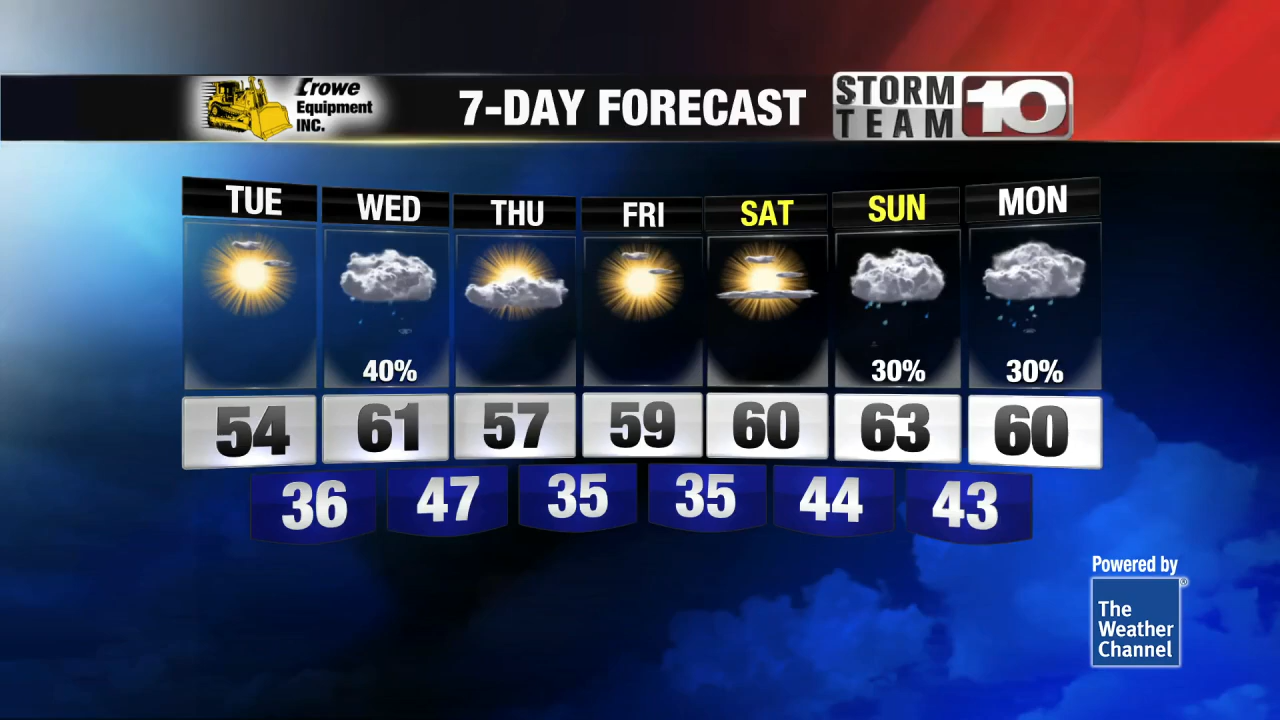 Crowe
Equipment
INC.
7-DAY FORECAST
STORM
TEAM
10
TUE WED THU FRI SAT SUN MON
40% 30% 30%
54 61 57 59 60 63 60
36 47 35 35 44 43
Powered by
The
Weather
Channel
®